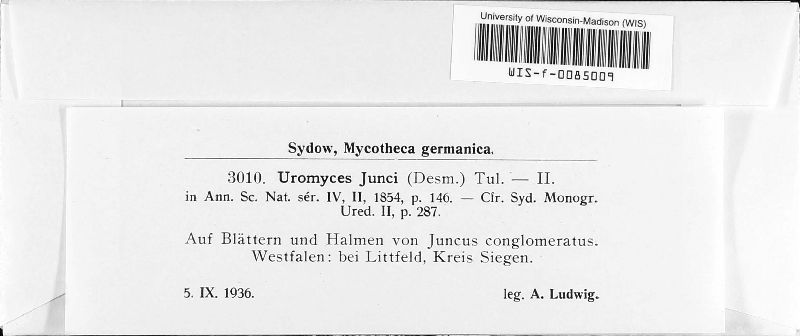 University of Wisconsin-Madison (WIS)
WIS-f-0085009
Sydow, Mycotheca germanica.
3010. Uromyces Junci (Desm.) Tul. — II.
in Ann. Sc. Nat. sér. IV, II, 1854, p. 146. — Cfr. Syd. Monogr.
Ured. II, p. 287.
Auf Blättern und Halmen von Juncus conglomeratus.
Westfalen: bei Littfeld, Kreis Siegen.
5. IX. 1936. leg. A. Ludwig.